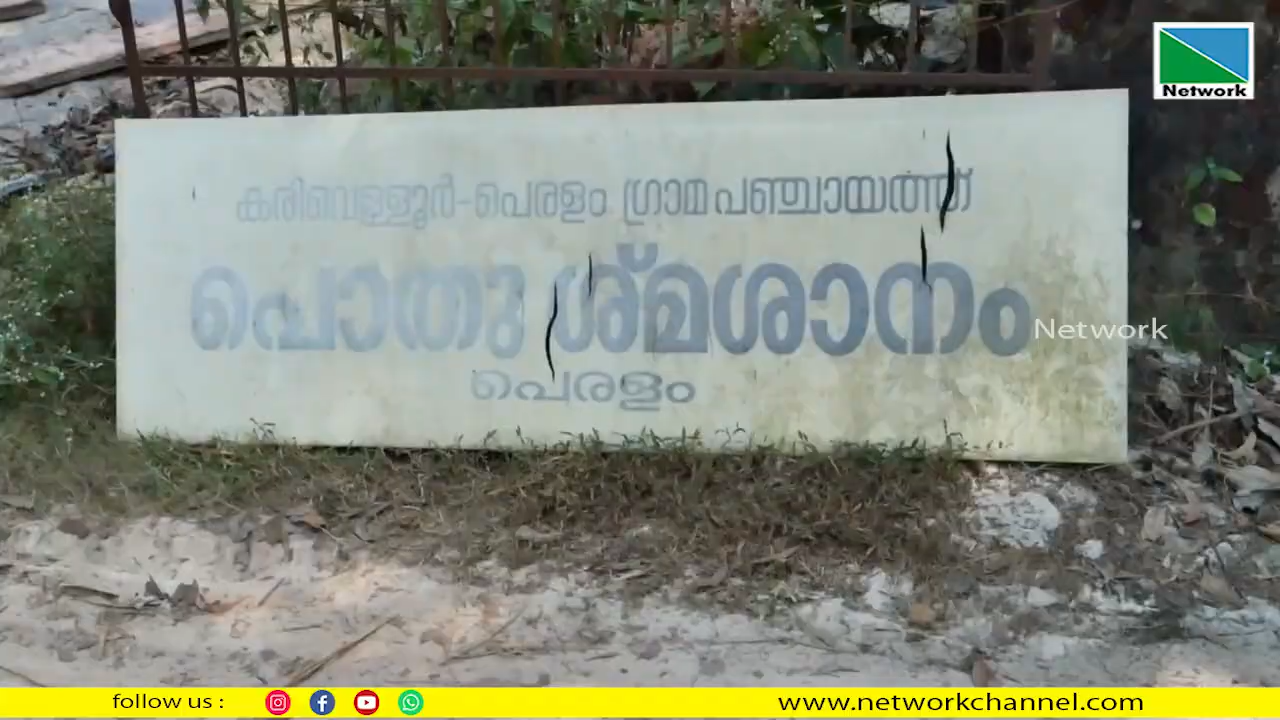 Network
കരിവെള്ളൂർ-പെരളം ഗ്രാമപഞ്ചായത്ത്
പൊതു ശ്മശാനം
Network
പെരളം
follow us :
www.networkchannel.com